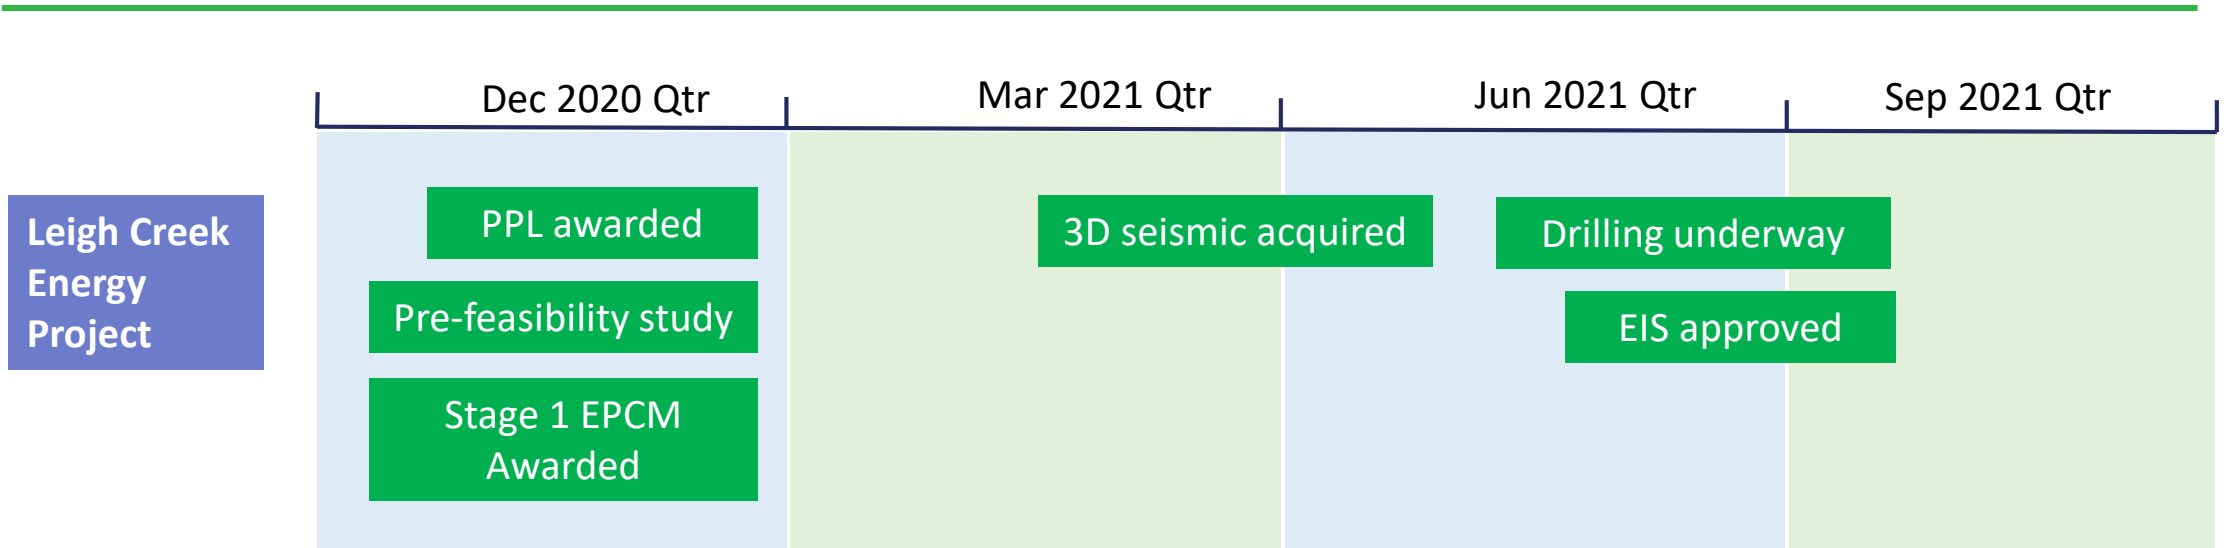 Dec 2020 Qtr
Mar 2021 Qtr
Jun 2021 Qtr
Sep 2021 Qtr
Leigh Creek
Energy
Project
PPL awarded
Pre-feasibility study
Stage 1 EPCM
Awarded
3D seismic acquired
Drilling underway
EIS approved